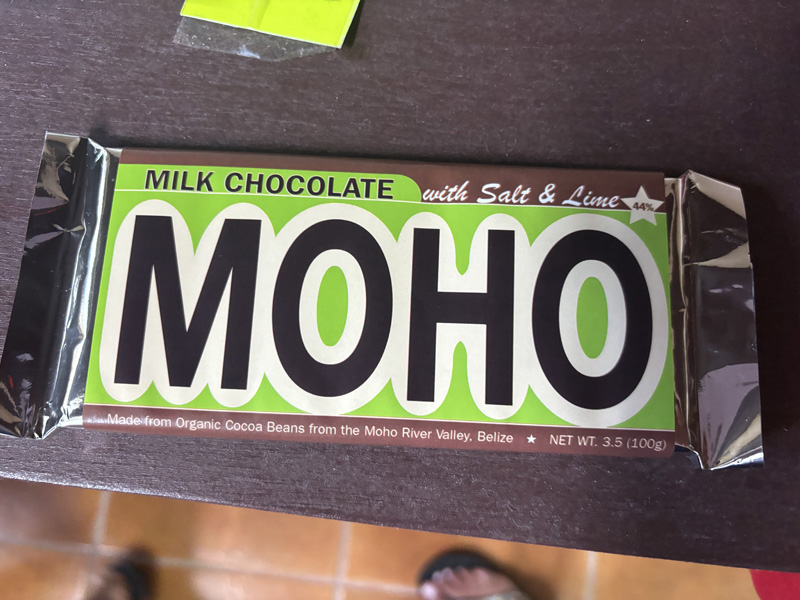 MILK CHOCOLATE with Salt & Lime 44%
MOHO
Made from Organic Cocoa Beans from the Moho River Valley, Belize ★ NET WT. 3.5 (100g)